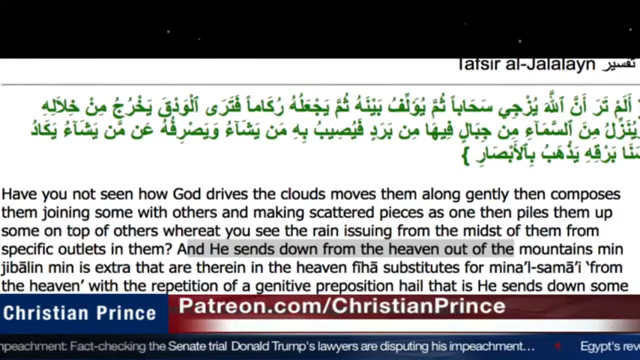 Tafsir al-Jalalayn تفسير
أَلَمْ تَرَ أَنَّ ٱللَّهَ يُزْجِي سَحَاباً ثُمَّ يُؤَلِّفُ بَيْنَهُ ثُمَّ يَجْعَلُهُ رُكَاماً فَتَرَى ٱلْوَدْقَ يَخْرُجُ مِنْ خِلاَلِهِ
وَيُنَزِّلُ مِنَ ٱلسَّمَآءِ مِن جِبَالٍ فِيهَا مِن بَرَدٍ فَيُصِيبُ بِهِ مَن يَشَآءُ وَيَصْرِفُهُ عَن مَّن يَشَآءُ يَكَادُ
بَرْقِهِ يَذْهَبُ بِٱلأَبْصَارِ }
Have you not seen how God drives the clouds moves them along gently then composes
them joining some with others and making scattered pieces as one then piles them up
some on top of others whereat you see the rain issuing from the midst of them from
specific outlets in them? And He sends down from the heaven out of the mountains min
jibālin min is extra that are therein in the heaven fīhā substitutes for mina'l-samā'i 'from
the heaven' with the repetition of a genitive preposition hail that is He sends down some
Christian Prince
Patreon.com/ChristianPrince
mpeachment: Fact-checking the Senate trial Donald Trump's lawyers are disputing his impeachment... Egypt's rev